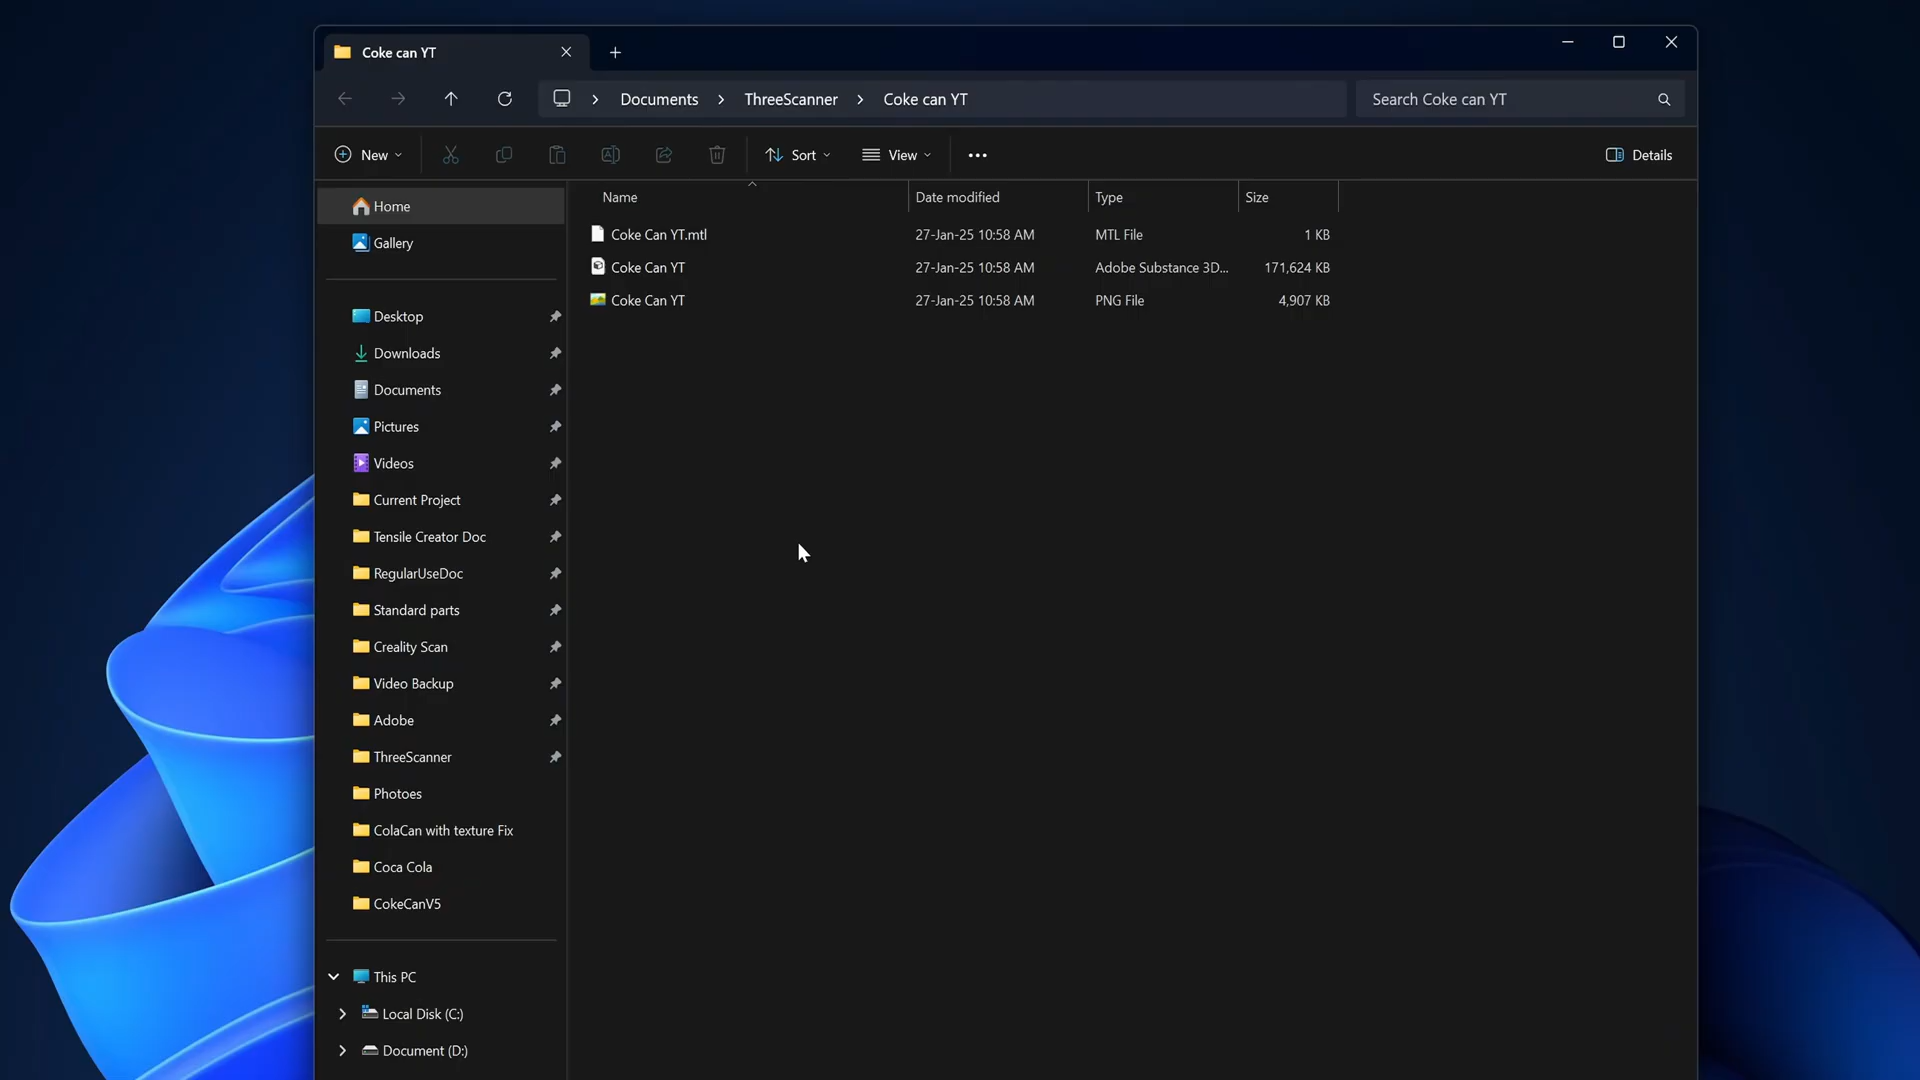 Coke can YT
Documents
ThreeScanner
Coke can YT
Search Coke can YT
New
Sort
View
Details
Home
Gallery
Desktop
Downloads
Documents
Pictures
Videos
Current Project
Tensile Creator Doc
RegularUseDoc
Standard parts
Creality Scan
Video Backup
Adobe
ThreeScanner
Photoes
ColaCan with texture Fix
Coca Cola
CokeCanV5
This PC
Local Disk (C:)
Document (D:)
Name Date modified Type Size
Coke Can YT.mtl 27-Jan-25 10:58 AM MTL File 1 KB
Coke Can YT 27-Jan-25 10:58 AM Adobe Substance 3D... 171,624 KB
Coke Can YT 27-Jan-25 10:58 AM PNG File 4,907 KB